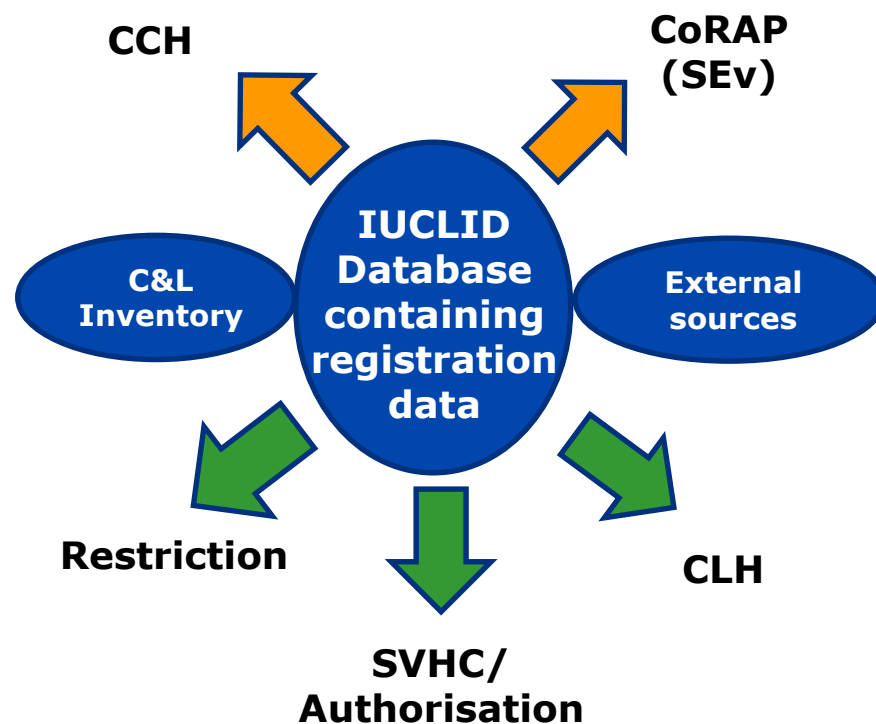 CCH
CoRAP
(SEv)
IUCLID
Database
containing
registration
data
C&L
Inventory
External
sources
Restriction
CLH
SVHC/
Authorisation